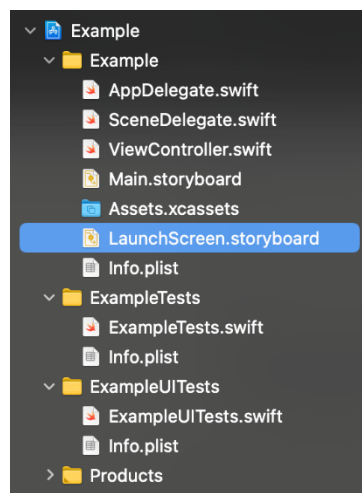 Example
Example
AppDelegate.swift
SceneDelegate.swift
ViewController.swift
Main.storyboard
Assets.xcassets
LaunchScreen.storyboard
Info.plist
ExampleTests
ExampleTests.swift
Info.plist
ExampleUITests
ExampleUITests.swift
Info.plist
Products